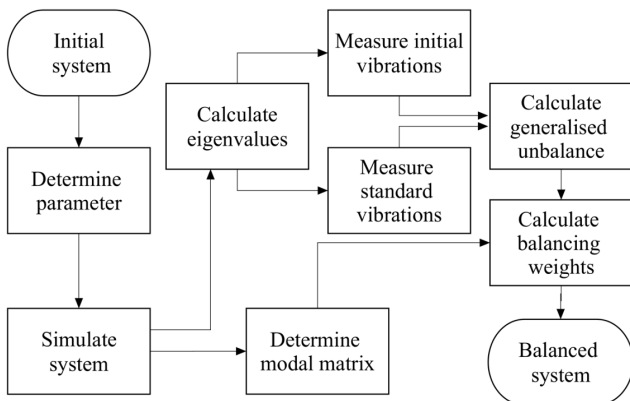 Initial
system
Determine
parameter
Simulate
system
Calculate
eigenvalues
Determine
modal matrix
Measure initial
vibrations
Measure
standard
vibrations
Calculate
generalised
unbalance
Calculate
balancing
weights
Balanced
system